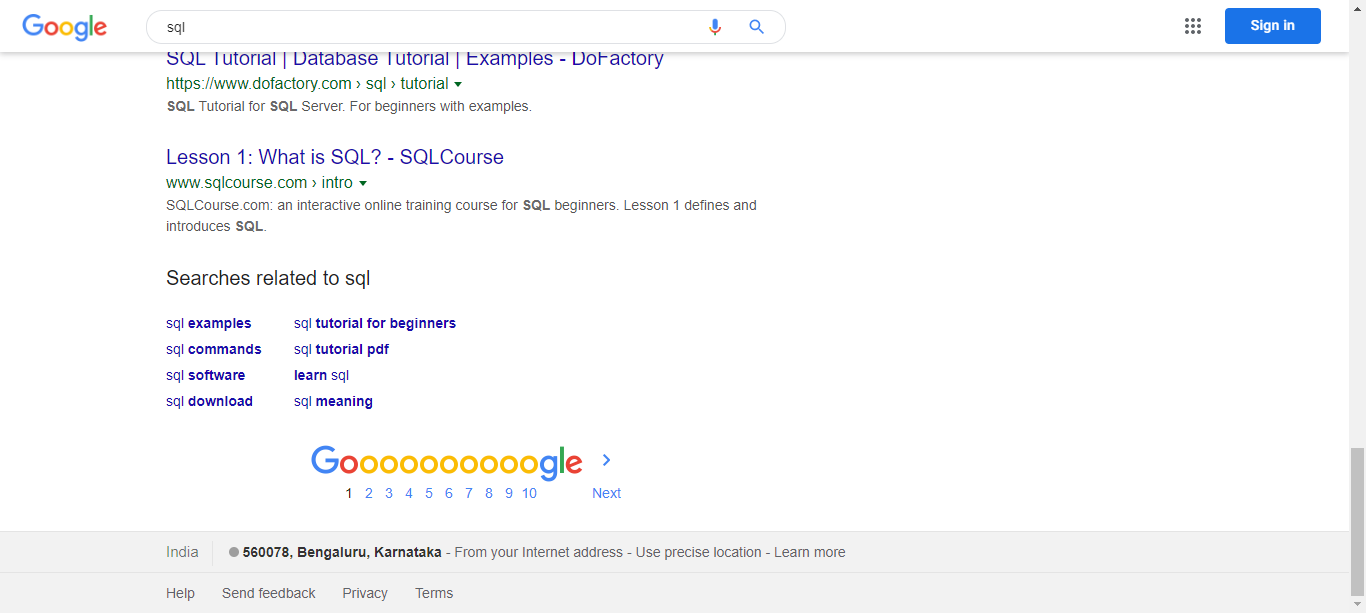 Google
sql
Sign in
SQL Tutorial | Database Tutorial | Examples - DoFactory
https://www.dofactory.com › sql › tutorial
SQL Tutorial for SQL Server. For beginners with examples.
Lesson 1: What is SQL? - SQLCourse
www.sqlcourse.com › intro
SQLCourse.com: an interactive online training course for SQL beginners. Lesson 1 defines and
introduces SQL.
Searches related to sql
sql examples
sql commands
sql software
sql download
sql tutorial for beginners
sql tutorial pdf
learn sql
sql meaning
Goooooooooogle >
1 2 3 4 5 6 7 8 9 10 Next
India 560078, Bengaluru, Karnataka - From your Internet address - Use precise location - Learn more
Help Send feedback Privacy Terms